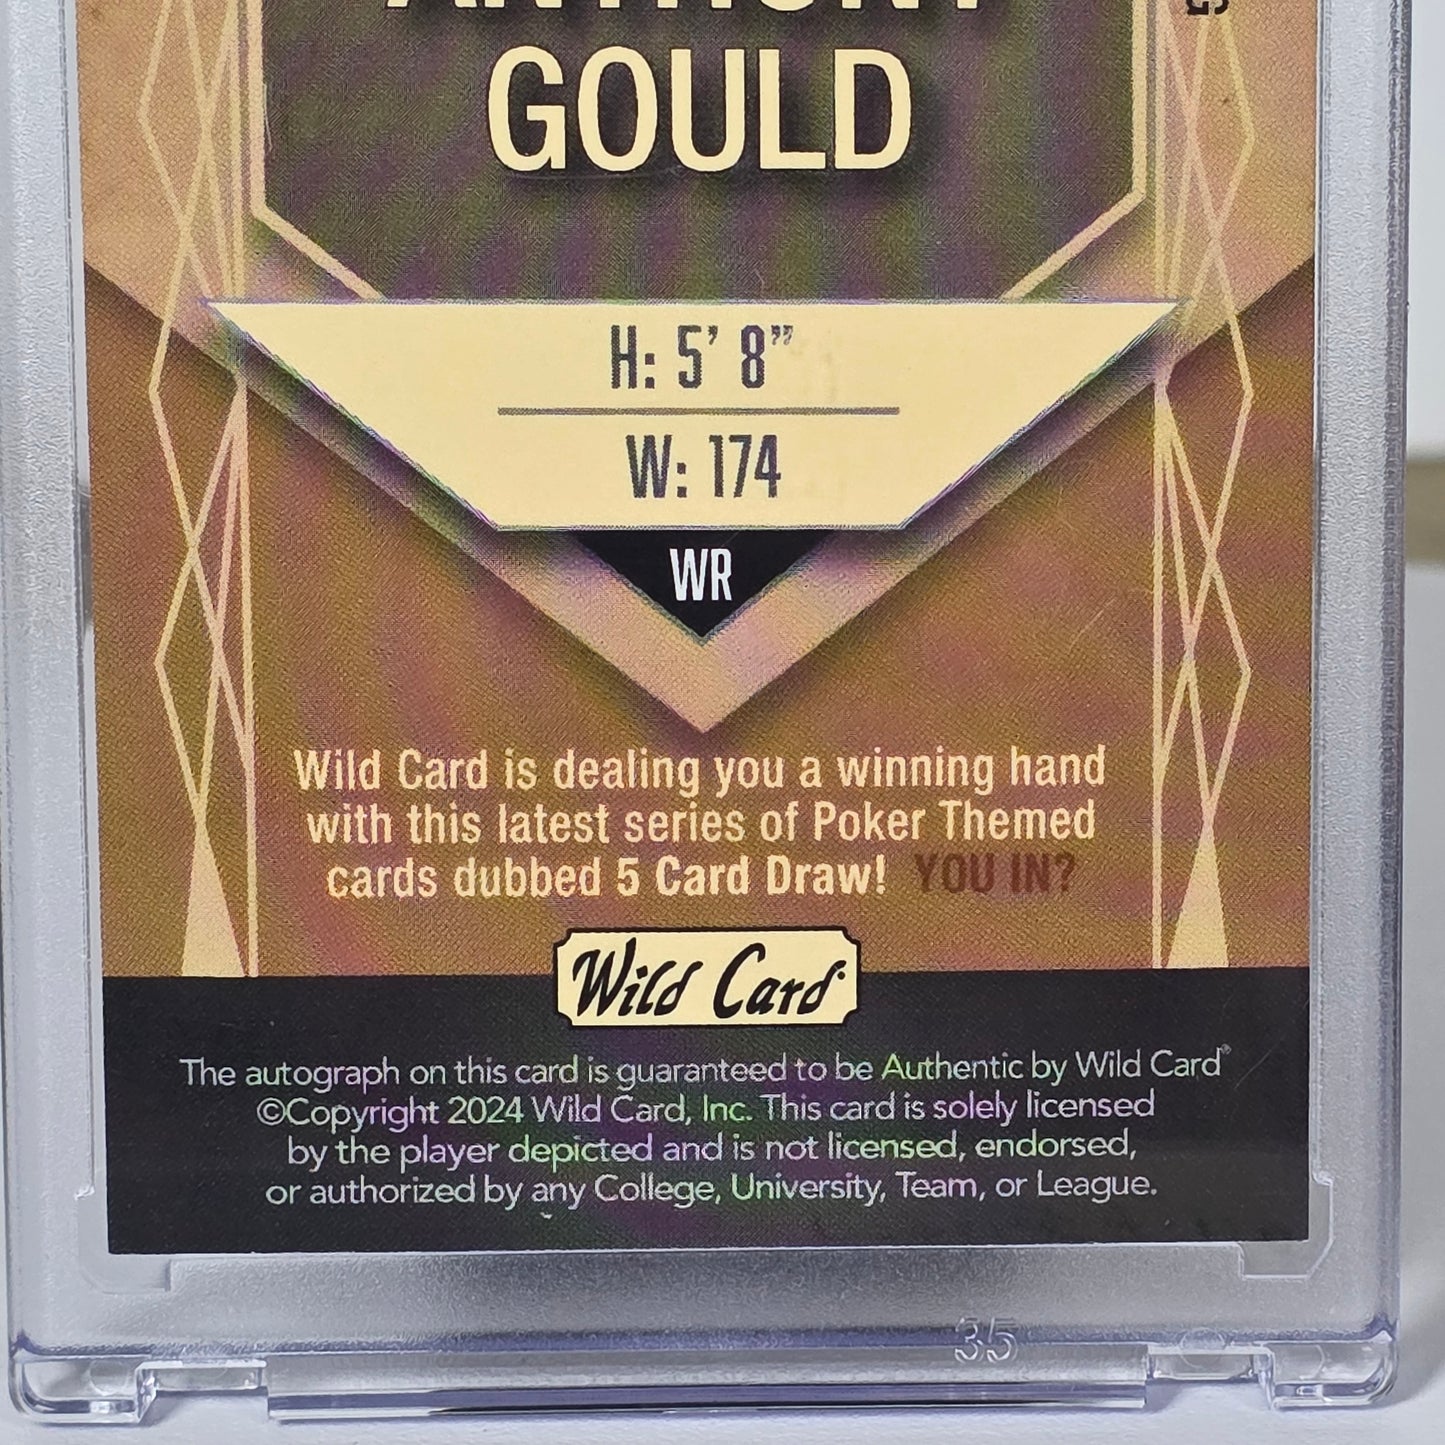 ANTHONY
GOULD
H: 5' 8"
W: 174
WR
Wild Card is dealing you a winning hand
with this latest series of Poker Themed
cards dubbed 5 Card Draw! YOU IN?
Wild Card
The autograph on this card is guaranteed to be Authentic by Wild Card®
©Copyright 2024 Wild Card, Inc. This card is solely licensed
by the player depicted and is not licensed, endorsed,
or authorized by any College, University, Team, or League.
35